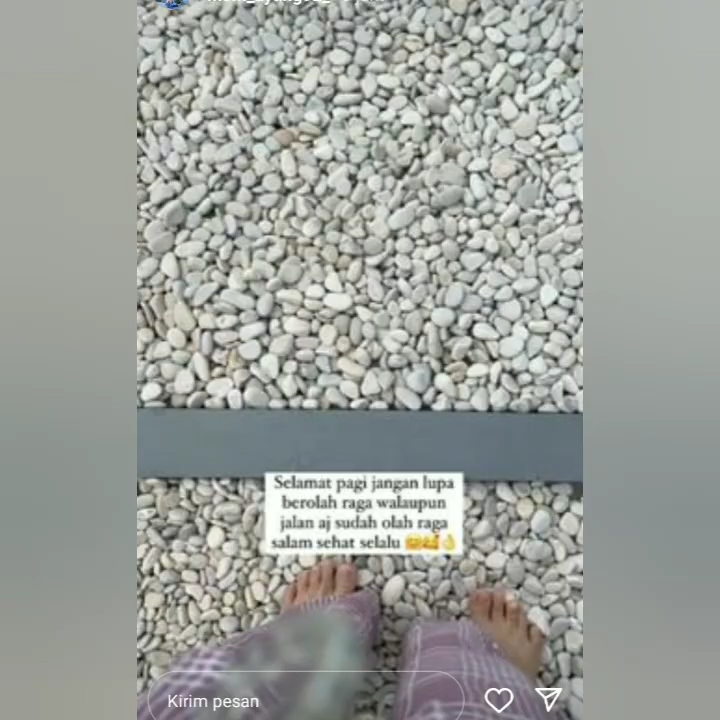 Selamat pagi jangan lupa
berolah raga walaupun
jalan aj sudah olah raga
salam sehat selalu 😊🥰👌
Kirim pesan